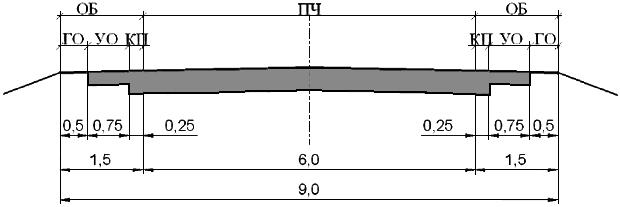 ОБ ПЧ ОБ
ГО УО КП КП УО ГО
0,5 0,75 0,25 0,25 0,75 0,5
1,5 6,0 1,5
9,0